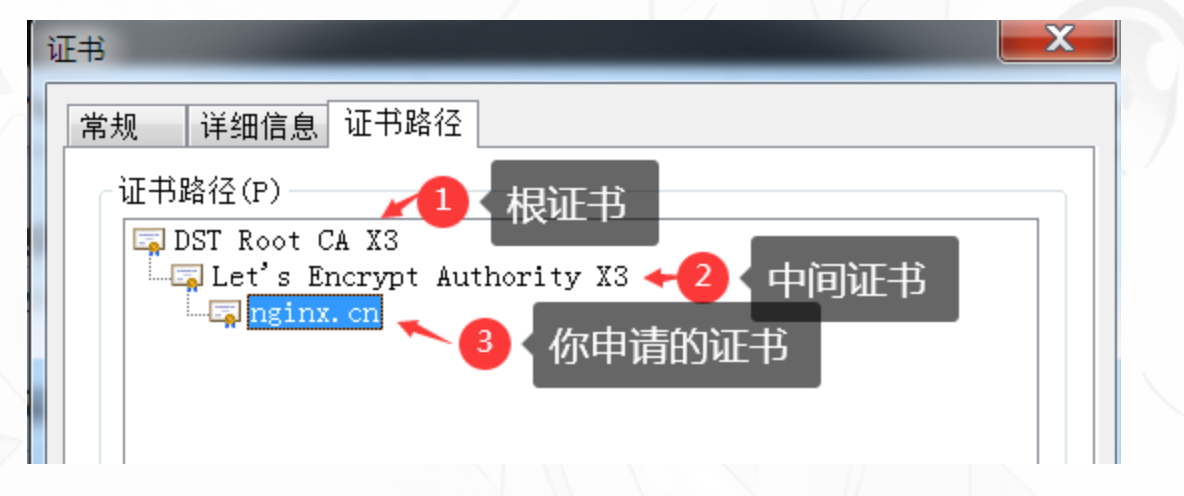 证书
常规 详细信息 证书路径
证书路径(P)
1 根证书
DST Root CA X3
Let's Encrypt Authority X3
2 中间证书
nginx.cn
3 你申请的证书